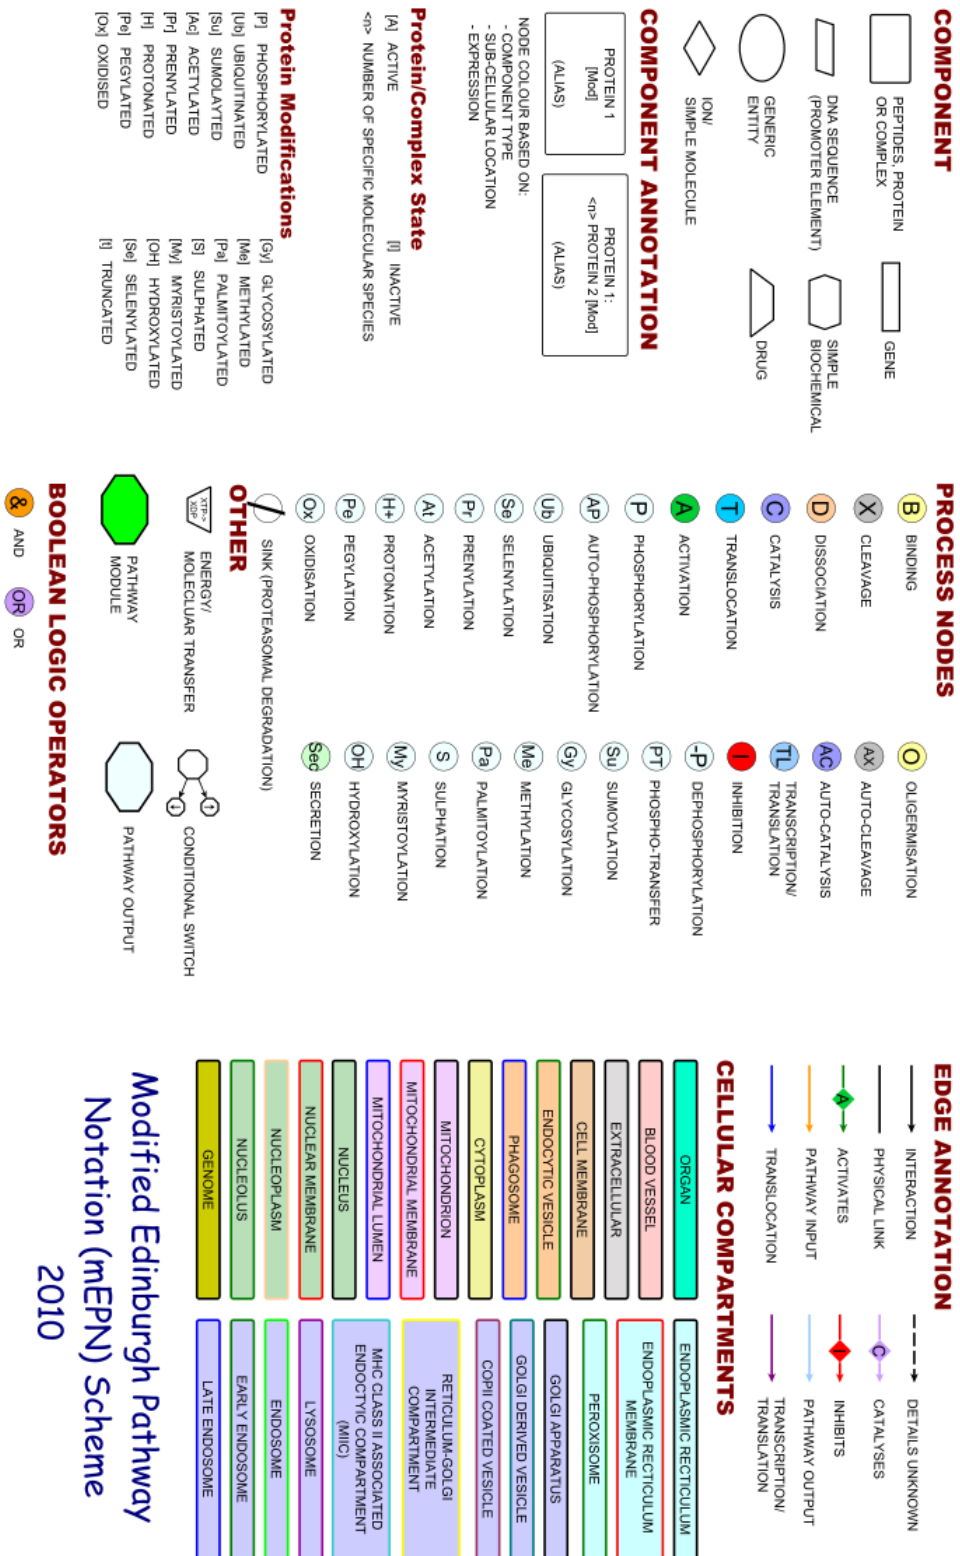 COMPONENT
PEPTIDES, PROTEIN
OR COMPLEX
GENE
DNA SEQUENCE
(PROMOTER ELEMENT)
SIMPLE
BIOCHEMICAL
GENERIC
ENTITY
DRUG
ION/
SIMPLE MOLECULE
COMPONENT ANNOTATION
PROTEIN 1
[Mod]
(ALIAS)
PROTEIN 1:
<n> PROTEIN 2 [Mod]
(ALIAS)
NODE COLOUR BASED ON:
- COMPONENT TYPE
- SUB-CELLULAR LOCATION
- EXPRESSION
Protein/Complex State
[A] ACTIVE
[I] INACTIVE
<n> NUMBER OF SPECIFIC MOLECULAR SPECIES
Protein Modifications
[P] PHOSPHORYLATED
[Ub] UBIQUITINATED
[Su] SUMOLAYTED
[Ac] ACETYLATED
[Pr] PRENYLATED
[H] PROTONATED
[Pe] PEGYLATED
[Ox] OXIDISED
[Gy] GLYCOSYLATED
[Me] METHYLATED
[Pa] PALMITOYLATED
[S] SULPHATED
[My] MYRISTOYLATED
[OH] HYDROXYLATED
[Se] SELENYLATED
[t] TRUNCATED
PROCESS NODES
B BINDING
X CLEAVAGE
D DISSOCIATION
C CATALYSIS
T TRANSLOCATION
A ACTIVATION
P PHOSPHORYLATION
AP AUTO-PHOSPHORYLATION
Ub UBIQUITISATION
Se SELENYLATION
Pr PRENYLATION
At ACETYLATION
H+ PROTONATION
Pe PEGYLATION
Ox OXIDISATION
SINK (PROTEASOMAL DEGRADATION)
O OLIGERMISATION
AX AUTO-CLEAVAGE
AC AUTO-CATALYSIS
TL TRANSCRIPTION/
TRANSLATION
I INHIBITION
-P DEPHOSPHORYLATION
PT PHOSPHO-TRANSFER
Su SUMOYLATION
Gy GLYCOSYLATION
Me METHYLATION
Pa PALMITOYLATION
S SULPHATION
My MYRISTOYLATION
OH HYDROXYLATION
Sec SECRETION
OTHER
XTP->
XDP
ENERGY/
MOLECLUAR TRANSFER
CONDITIONAL SWITCH
PATHWAY
MODULE
PATHWAY OUTPUT
BOOLEAN LOGIC OPERATORS
& AND
OR OR
EDGE ANNOTATION
INTERACTION
PHYSICAL LINK
A ACTIVATES
PATHWAY INPUT
TRANSLOCATION
DETAILS UNKNOWN
C CATALYSES
I INHIBITS
PATHWAY OUTPUT
TRANSCRIPTION/
TRANSLATION
CELLULAR COMPARTMENTS
ORGAN
BLOOD VESSEL
EXTRACELLULAR
CELL MEMBRANE
ENDOCYTIC VESICLE
PHAGOSOME
CYTOPLASM
MITOCHONDRION
MITOCHONDRIAL MEMBRANE
MITOCHONDRIAL LUMEN
NUCLEUS
NUCLEAR MEMBRANE
NUCLEOPLASM
NUCLEOLUS
GENOME
ENDOPLASMIC RECTICULUM
ENDOPLASMIC RECTICULUM
MEMBRANE
PEROXISOME
GOLGI APPARATUS
GOLGI DERIVED VESICLE
COPII COATED VESICLE
RETICULUM-GOLGI
INTERMEDIATE
COMPARTMENT
MHC CLASS II ASSOCIATED
ENDOCTYIC COMPARTMENT
(MIIC)
LYSOSOME
ENDOSOME
EARLY ENDOSOME
LATE ENDOSOME
Modified Edinburgh Pathway
Notation (mEPN) Scheme
2010